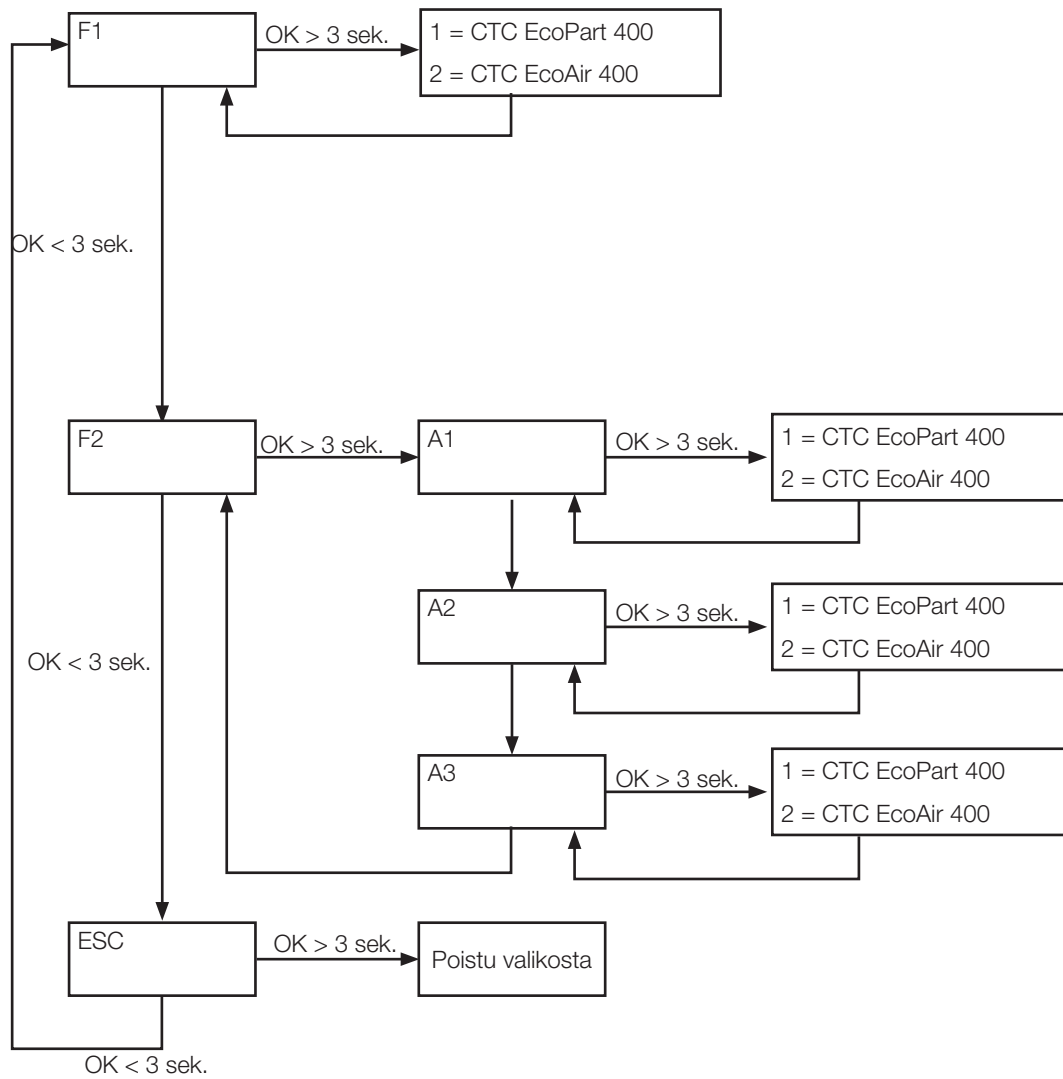 F1
OK > 3 sek.
1 = CTC EcoPart 400
2 = CTC EcoAir 400
OK < 3 sek.
F2
OK > 3 sek.
A1
OK > 3 sek.
1 = CTC EcoPart 400
2 = CTC EcoAir 400
A2
OK > 3 sek.
1 = CTC EcoPart 400
2 = CTC EcoAir 400
OK < 3 sek.
A3
OK > 3 sek.
1 = CTC EcoPart 400
2 = CTC EcoAir 400
ESC
OK > 3 sek.
Poistu valikosta
OK < 3 sek.